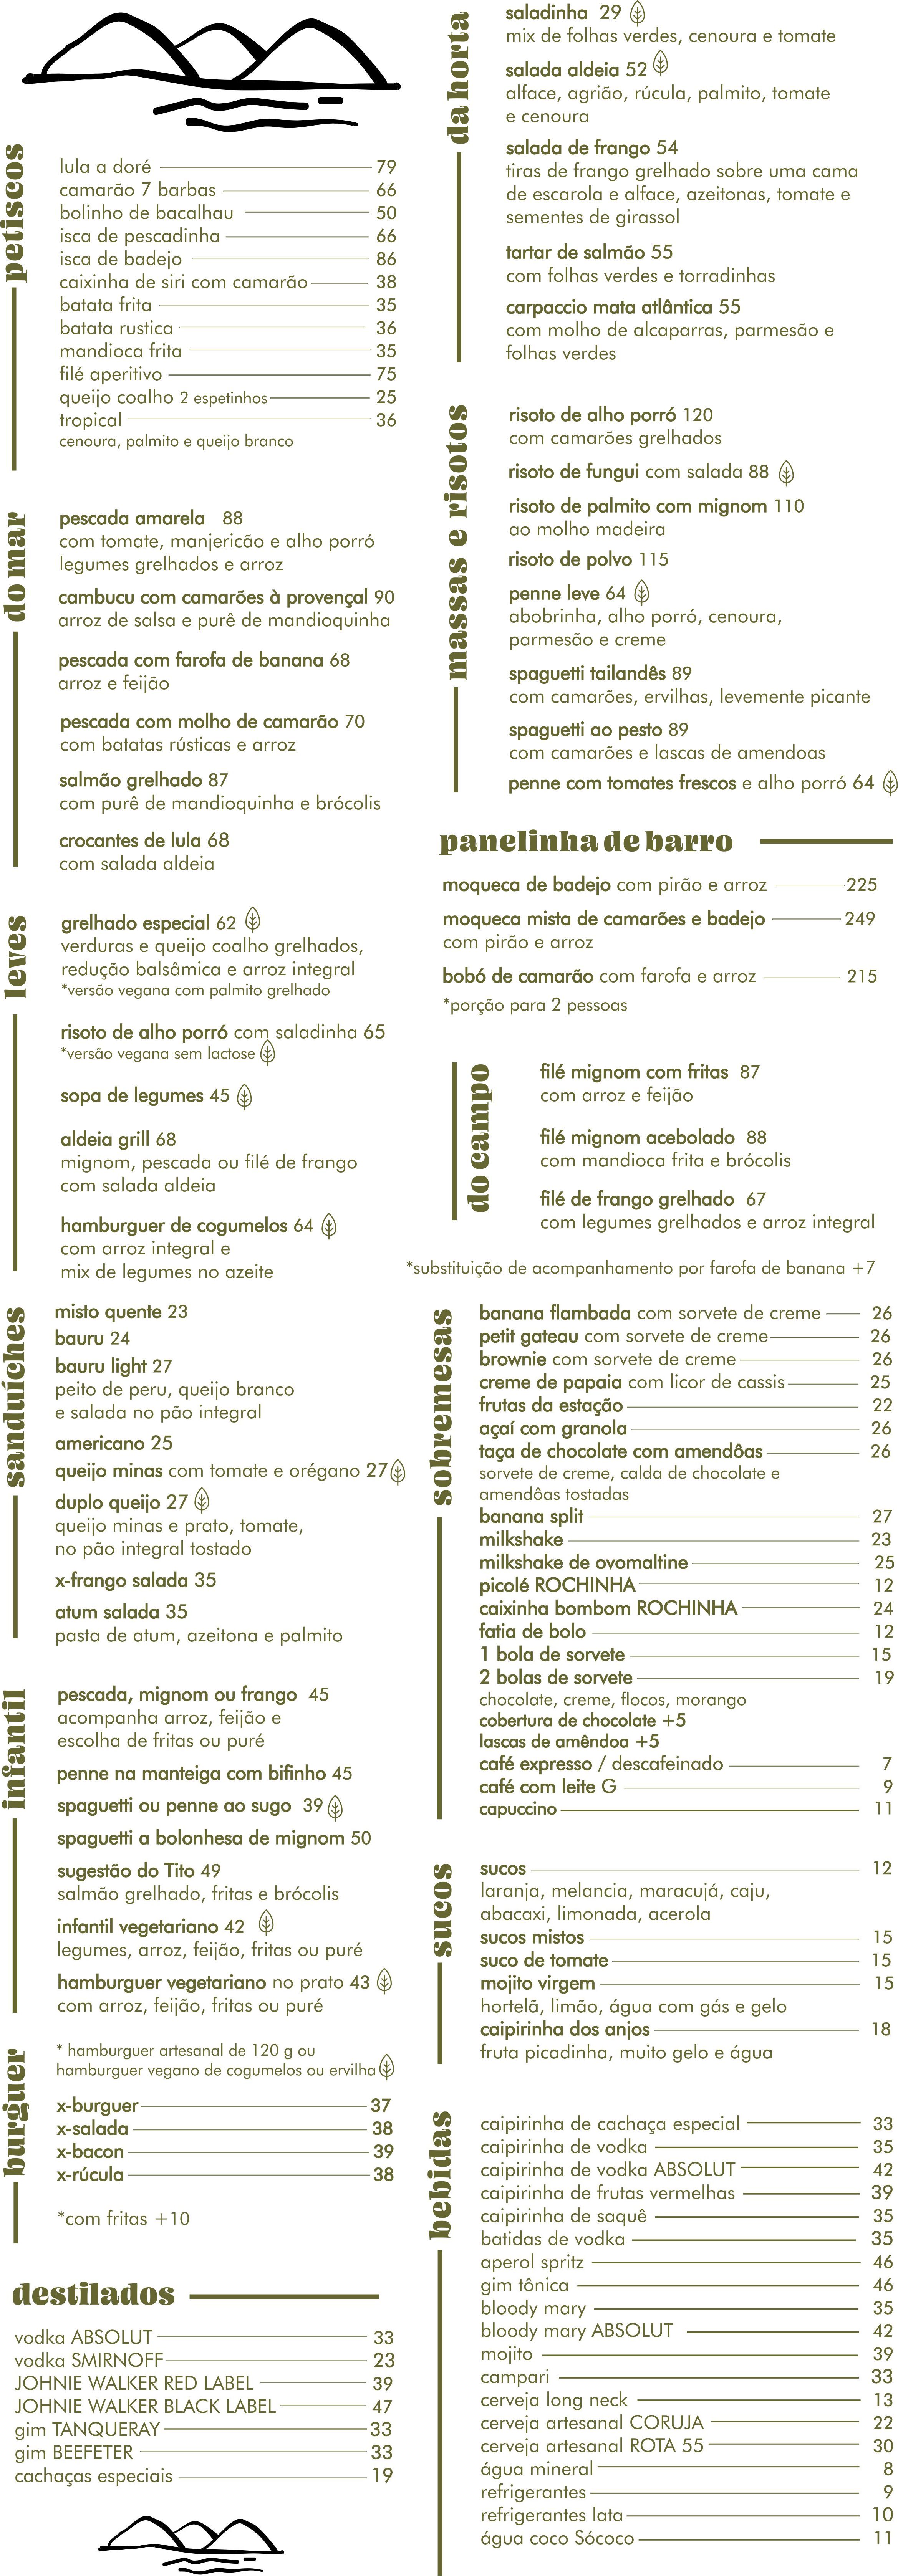 petiscos
lula a doré 79
camarão 7 barbas 66
bolinho de bacalhau 50
isca de pescadinha 66
isca de badejo 86
caixinha de siri com camarão 38
batata frita 35
batata rustica 36
mandioca frita 35
filé aperitivo 75
queijo coalho 2 espetinhos 25
tropical 36
cenoura, palmito e queijo branco
do mar
pescada amarela 88
com tomate, manjericão e alho porró
legumes grelhados e arroz
cambucu com camarões à provençal 90
arroz de salsa e purê de mandioquinha
pescada com farofa de banana 68
arroz e feijão
pescada com molho de camarão 70
com batatas rústicas e arroz
salmão grelhado 87
com purê de mandioquinha e brócolis
crocantes de lula 68
com salada aldeia
leves
grelhado especial 62
verduras e queijo coalho grelhados,
redução balsâmica e arroz integral
*versão vegana com palmito grelhado
risoto de alho porró com saladinha 65
*versão vegana sem lactose
sopa de legumes 45
aldeia grill 68
mignom, pescada ou filé de frango
com salada aldeia
hamburguer de cogumelos 64
com arroz integral e
mix de legumes no azeite
sanduíches
misto quente 23
bauru 24
bauru light 27
peito de peru, queijo branco
e salada no pão integral
americano 25
queijo minas com tomate e orégano 27
duplo queijo 27
queijo minas e prato, tomate,
no pão integral tostado
x-frango salada 35
atum salada 35
pasta de atum, azeitona e palmito
infantil
pescada, mignom ou frango 45
acompanha arroz, feijão e
escolha de fritas ou puré
penne na manteiga com bifinho 45
spaguetti ou penne ao sugo 39
spaguetti a bolonhesa de mignom 50
sugestão do Tito 49
salmão grelhado, fritas e brócolis
infantil vegetariano 42
legumes, arroz, feijão, fritas ou puré
hamburguer vegetariano no prato 43
com arroz, feijão, fritas ou puré
burguer
* hamburguer artesanal de 120 g ou
hamburguer vegano de cogumelos ou ervilha
x-burguer 37
x-salada 38
x-bacon 39
x-rúcula 38
*com fritas +10
destilados
vodka ABSOLUT 33
vodka SMIRNOFF 23
JOHNIE WALKER RED LABEL 39
JOHNIE WALKER BLACK LABEL 47
gim TANQUERAY 33
gim BEEFETER 33
cachaças especiais 19
da horta
saladinha 29
mix de folhas verdes, cenoura e tomate
salada aldeia 52
alface, agrião, rúcula, palmito, tomate
e cenoura
salada de frango 54
tiras de frango grelhado sobre uma cama
de escarola e alface, azeitonas, tomate e
sementes de girassol
tartar de salmão 55
com folhas verdes e torradinhas
carpaccio mata atlântica 55
com molho de alcaparras, parmesão e
folhas verdes
massas e risotos
risoto de alho porró 120
com camarões grelhados
risoto de fungui com salada 88
risoto de palmito com mignom 110
ao molho madeira
risoto de polvo 115
penne leve 64
abobrinha, alho porró, cenoura,
parmesão e creme
spaguetti tailandês 89
com camarões, ervilhas, levemente picante
spaguetti ao pesto 89
com camarões e lascas de amendoas
penne com tomates frescos e alho porró 64
panelinha de barro
moqueca de badejo com pirão e arroz 225
moqueca mista de camarões e badejo 249
com pirão e arroz
bobó de camarão com farofa e arroz 215
*porção para 2 pessoas
do campo
filé mignom com fritas 87
com arroz e feijão
filé mignom acebolado 88
com mandioca frita e brócolis
filé de frango grelhado 67
com legumes grelhados e arroz integral
*substituição de acompanhamento por farofa de banana +7
sobremesas
banana flambada com sorvete de creme 26
petit gateau com sorvete de creme 26
brownie com sorvete de creme 26
creme de papaia com licor de cassis 25
frutas da estação 22
açaí com granola 26
taça de chocolate com amendôas 26
sorvete de creme, calda de chocolate e
amendôas tostadas
banana split 27
milkshake 23
milkshake de ovomaltine 25
picolé ROCHINHA 12
caixinha bombom ROCHINHA 24
fatia de bolo 12
1 bola de sorvete 15
2 bolas de sorvete 19
chocolate, creme, flocos, morango
cobertura de chocolate +5
lascas de amêndoa +5
café expresso / descafeinado 7
café com leite G 9
capuccino 11
sucos
sucos 12
laranja, melancia, maracujá, caju,
abacaxi, limonada, acerola
sucos mistos 15
suco de tomate 15
mojito virgem 15
hortelã, limão, água com gás e gelo
caipirinha dos anjos 18
fruta picadinha, muito gelo e água
bebidas
caipirinha de cachaça especial 33
caipirinha de vodka 35
caipirinha de vodka ABSOLUT 42
caipirinha de frutas vermelhas 39
caipirinha de saquê 35
batidas de vodka 35
aperol spritz 46
gim tônica 46
bloody mary 35
bloody mary ABSOLUT 42
mojito 39
campari 33
cerveja long neck 13
cerveja artesanal CORUJA 22
cerveja artesanal ROTA 55 30
água mineral 8
refrigerantes 9
refrigerantes lata 10
água coco Sócoco 11